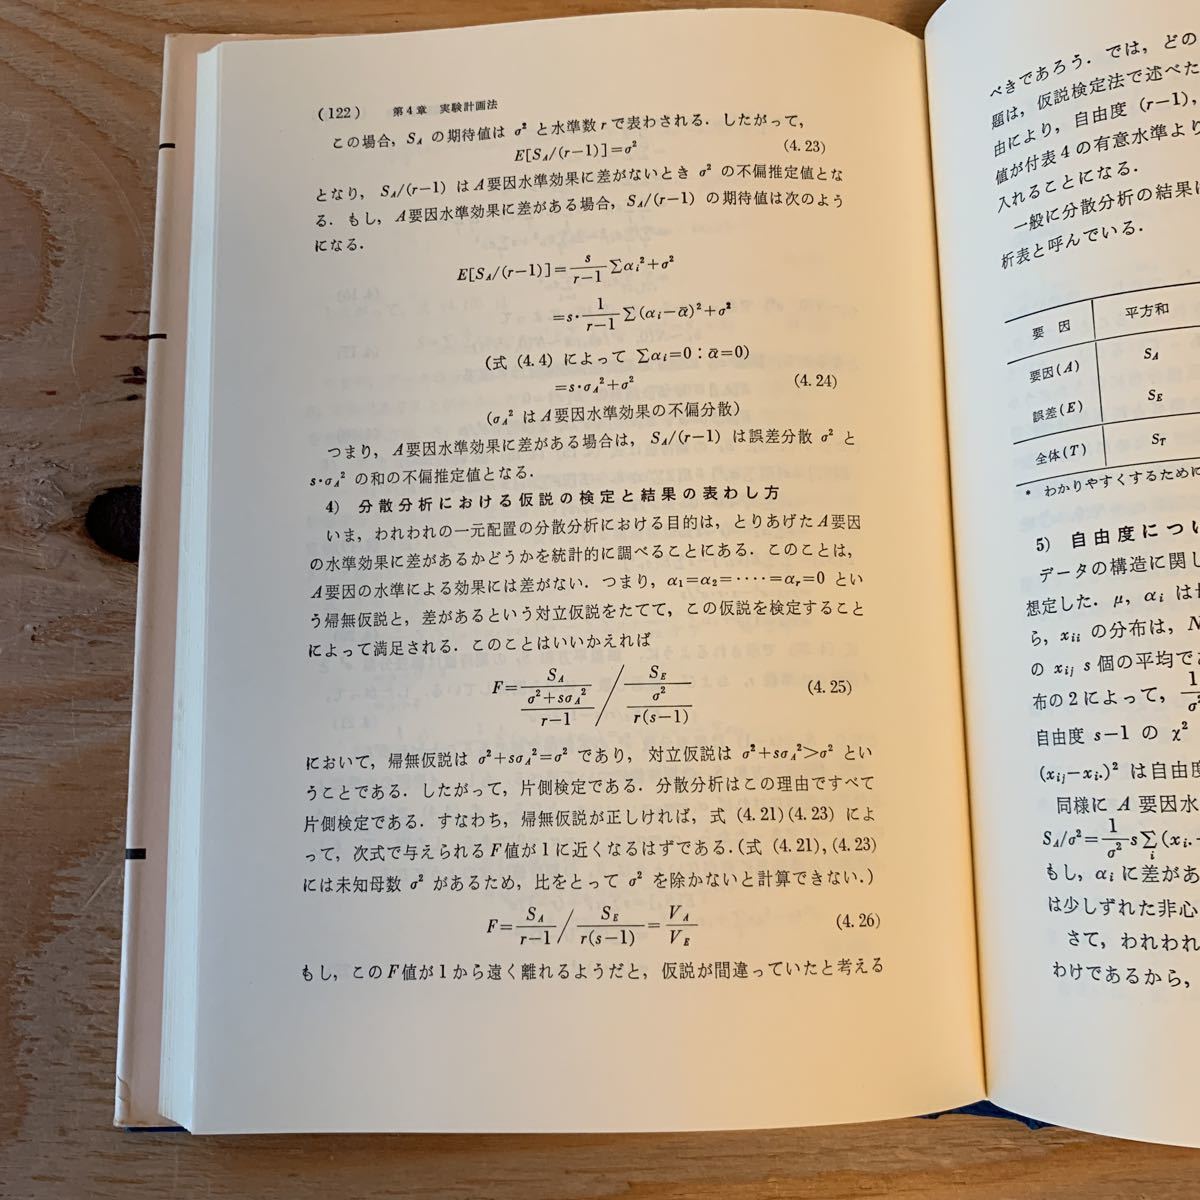 (122) 第4章 実験計画法
この場合，S_A の期待値は σ² と水準数 r で表わされる．したがって，
E[S_A/(r−1)]=σ² (4.23)
となり，S_A/(r−1) は A要因水準効果に差がないとき σ² の不偏推定値とな
る．もし，A要因水準効果に差がある場合，S_A/(r−1) の期待値は次のよう
になる．
E[S_A/(r−1)]=s/(r−1) Σα_i²+σ²
=s・1/(r−1) Σ(α_i−ᾱ)²+σ²
(式 (4.4) によって Σα_i=0：ᾱ=0)
=s・σ_A²+σ² (4.24)
(σ_A² は A要因水準効果の不偏分散)
つまり，A要因水準効果に差がある場合は，S_A/(r−1) は誤差分散 σ² と
s・σ_A² の和の不偏推定値となる．
4) 分散分析における仮説の検定と結果の表わし方
いま，われわれの一元配置の分散分析における目的は，とりあげた A要因
の水準効果に差があるかどうかを統計的に調べることにある．このことは，
A要因の水準による効果には差がない．つまり，α₁=α₂=‥‥=α_r=0 とい
う帰無仮説と，差があるという対立仮説をたてて，この仮説を検定すること
によって満足される．このことはいいかえれば
F=S_A/((σ²+sσ_A²)/(r−1)) / S_E/(σ²/(r(s−1))) (4.25)
において，帰無仮説は σ²+sσ_A²=σ² であり，対立仮説は σ²+sσ_A²>σ² とい
うことである．したがって，片側検定である．分散分析はこの理由ですべて
片側検定である．すなわち，帰無仮説が正しければ，式 (4.21)(4.23) によ
って，次式で与えられる F値が1に近くなるはずである.(式 (4.21), (4.23)
には未知母数 σ² があるため，比をとって σ² を除かないと計算できない.)
F=S_A/(r−1) / S_E/(r(s−1))=V_A/V_E (4.26)
もし，この F値が1から遠く離れるようだと，仮説が間違っていたと考える
べきであろう．では，どの
題は，仮説検定法で述べた
由により，自由度 (r−1),
値が付表4の有意水準より
入れることになる．
一般に分散分析の結果は
析表と呼んでいる．
要 因 平方和
要因(A) S_A
誤差(E) S_E
全体(T) S_T
* わかりやすくするために
5) 自由度につい
データの構造に関し
想定した．μ, α_i は
ら，x_ii の分布は，N
の x_ij s 個の平均であ
布の2によって，1/σ²
自由度 s−1 の χ²
(x_ij−x_i・)² は自由度
同様に A 要因水
S_A/σ²=1/σ² sΣ_i(x_i・
もし，α_i に差があ
は少しずれた非心
さて，われわれ
わけであるから，